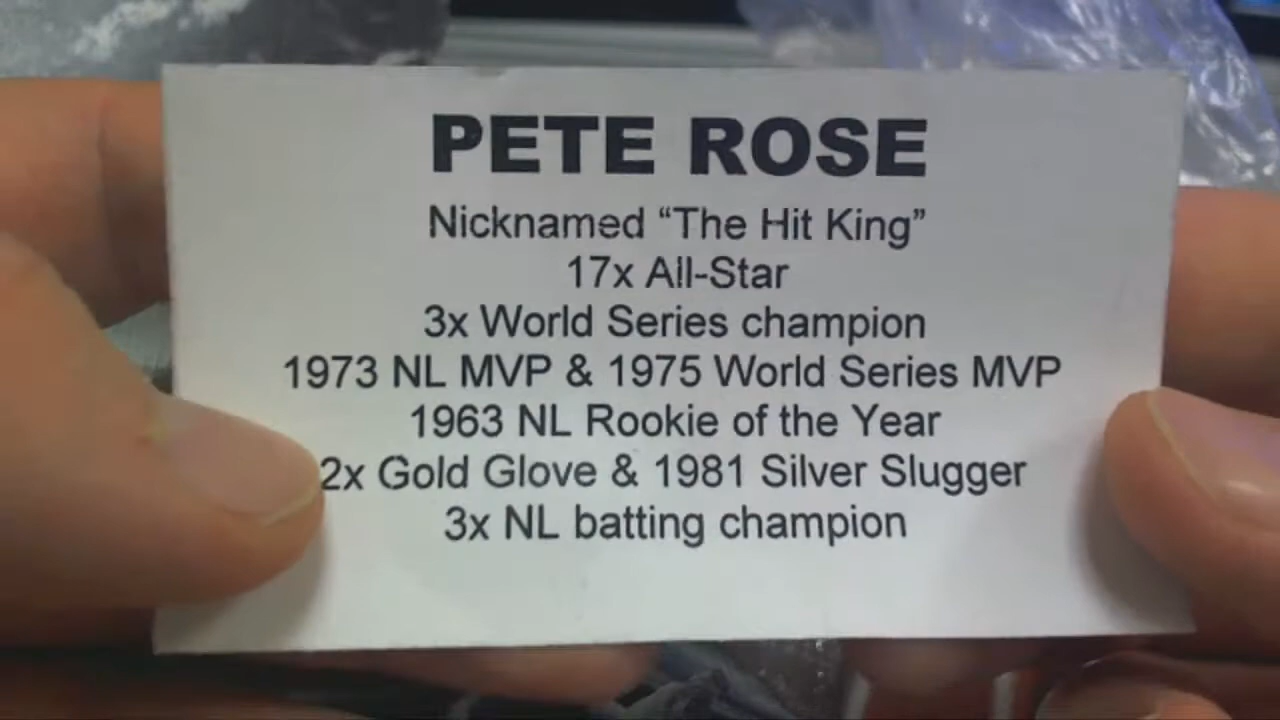 PETE ROSE
Nicknamed “The Hit King”
17x All-Star
3x World Series champion
1973 NL MVP & 1975 World Series MVP
1963 NL Rookie of the Year
2x Gold Glove & 1981 Silver Slugger
3x NL batting champion